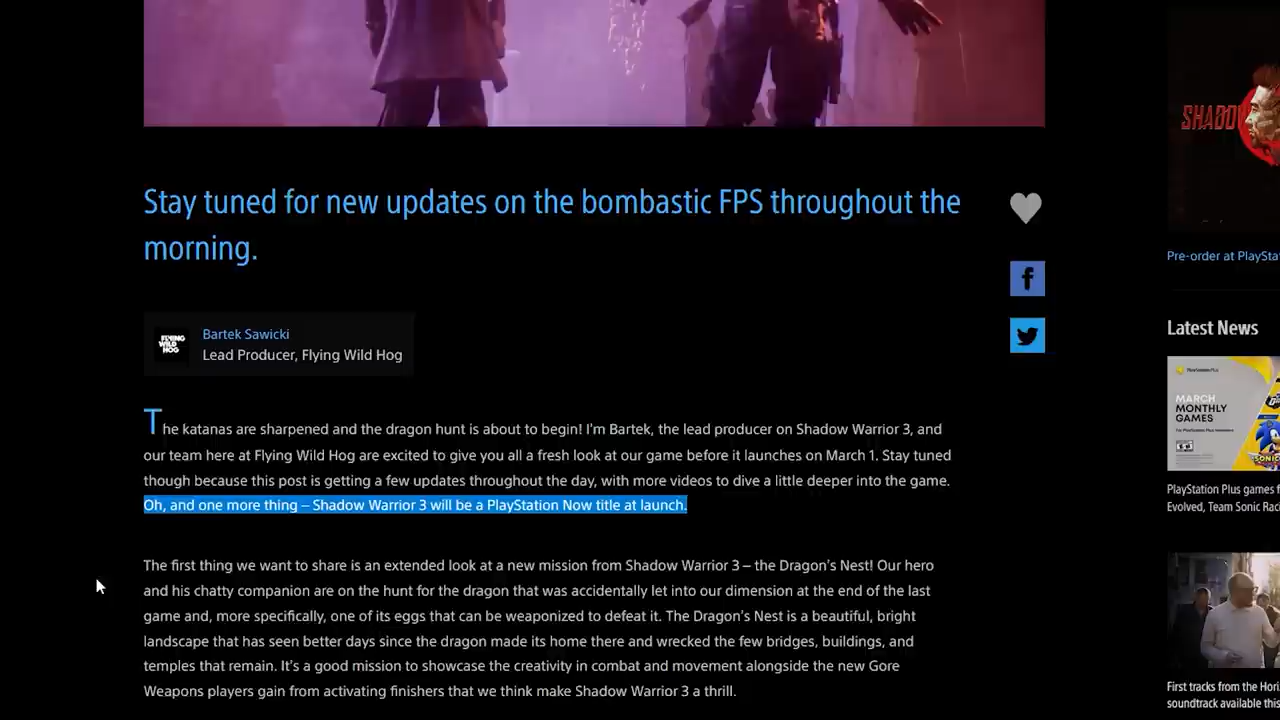 Stay tuned for new updates on the bombastic FPS throughout the
morning.
FLYING
WILD
HOG
Bartek Sawicki
Lead Producer, Flying Wild Hog
The katanas are sharpened and the dragon hunt is about to begin! I'm Bartek, the lead producer on Shadow Warrior 3, and
our team here at Flying Wild Hog are excited to give you all a fresh look at our game before it launches on March 1. Stay tuned
though because this post is getting a few updates throughout the day, with more videos to dive a little deeper into the game.
Oh, and one more thing – Shadow Warrior 3 will be a PlayStation Now title at launch.
The first thing we want to share is an extended look at a new mission from Shadow Warrior 3 – the Dragon's Nest! Our hero
and his chatty companion are on the hunt for the dragon that was accidentally let into our dimension at the end of the last
game and, more specifically, one of its eggs that can be weaponized to defeat it. The Dragon's Nest is a beautiful, bright
landscape that has seen better days since the dragon made its home there and wrecked the few bridges, buildings, and
temples that remain. It's a good mission to showcase the creativity in combat and movement alongside the new Gore
Weapons players gain from activating finishers that we think make Shadow Warrior 3 a thrill.
SHADO
Pre-order at PlaySta
Latest News
PlayStation Plus
MARCH
MONTHLY
GAMES
SONIC
PlayStation Plus games f
Evolved, Team Sonic Raci
First tracks from the Hori
soundtrack available this